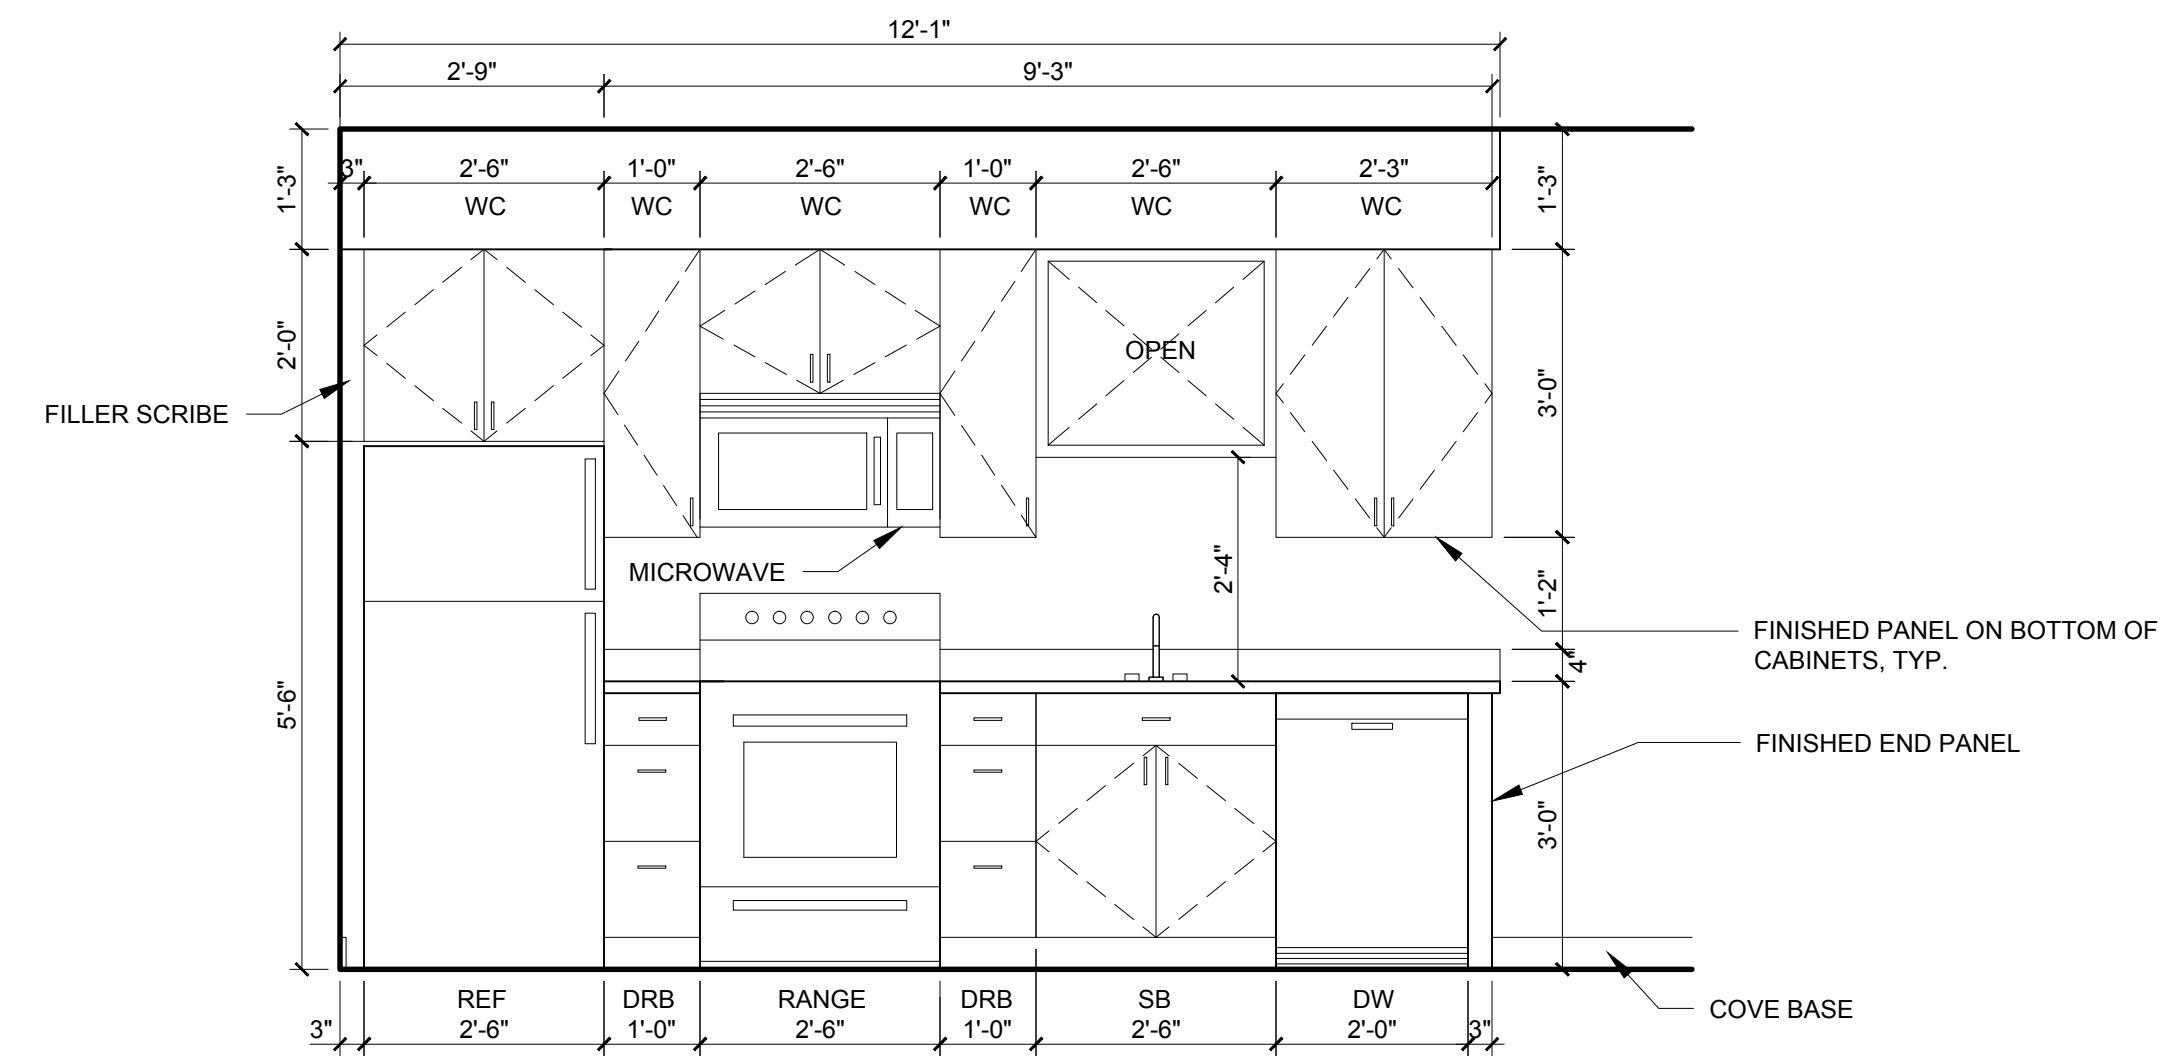 12'-1"
2'-9"
9'-3"
3"
2'-6"
1'-0"
2'-6"
1'-0"
2'-6"
2'-3"
WC
WC
WC
WC
WC
WC
1'-3"
1'-3"
2'-0"
OPEN
3'-0"
FILLER SCRIBE
MICROWAVE
2'-4"
1'-2"
FINISHED PANEL ON BOTTOM OF
CABINETS, TYP.
4"
5'-6"
FINISHED END PANEL
3'-0"
REF
DRB
RANGE
DRB
SB
DW
COVE BASE
3"
2'-6"
1'-0"
2'-6"
1'-0"
2'-6"
2'-0"
3"